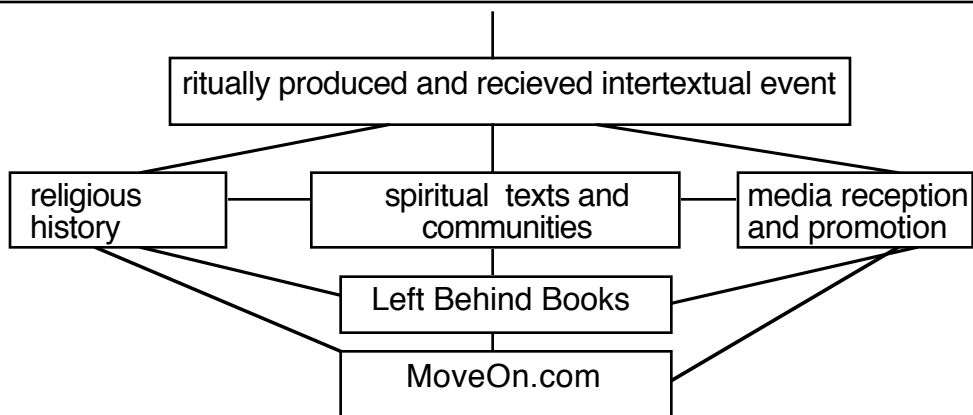 ritually produced and recieved intertextual event
religious
history
spiritual texts and
communities
media reception
and promotion
Left Behind Books
MoveOn.com